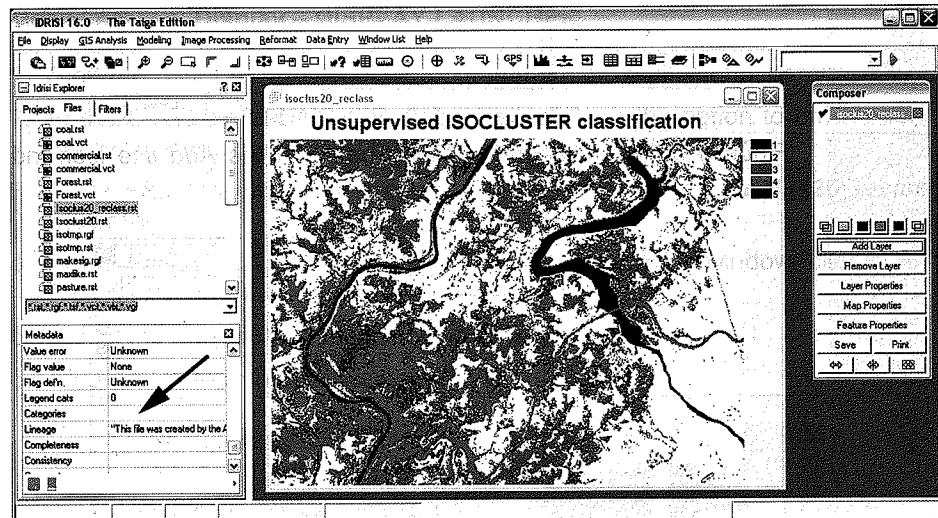 IDRISI 16.0 The Taiga Edition
File Display GIS Analysis Modeling Image Processing Reformat Data Entry Window List Help
GPS
Idrisi Explorer
Projects Files Filters
coal.rst
coal.vct
commercial.rst
commercial.vct
Forest.rst
Forest.vct
Isoclus20_reclass.rst
Isoclust20.rst
isotmp.rgf
isotmp.rst
makesig.rgf
maxlike.rst
pasture.rst
Metadata
Value error Unknown
Flag value None
Flag def'n. Unknown
Legend cats 0
Categories
Lineage "This file was created by the A
Completeness
Consistency
isoclus20_reclass
Unsupervised ISOCLUSTER classification
1
2
3
4
5
Composer
isoclus20_reclass
Add Layer
Remove Layer
Layer Properties
Map Properties
Feature Properties
Save Print